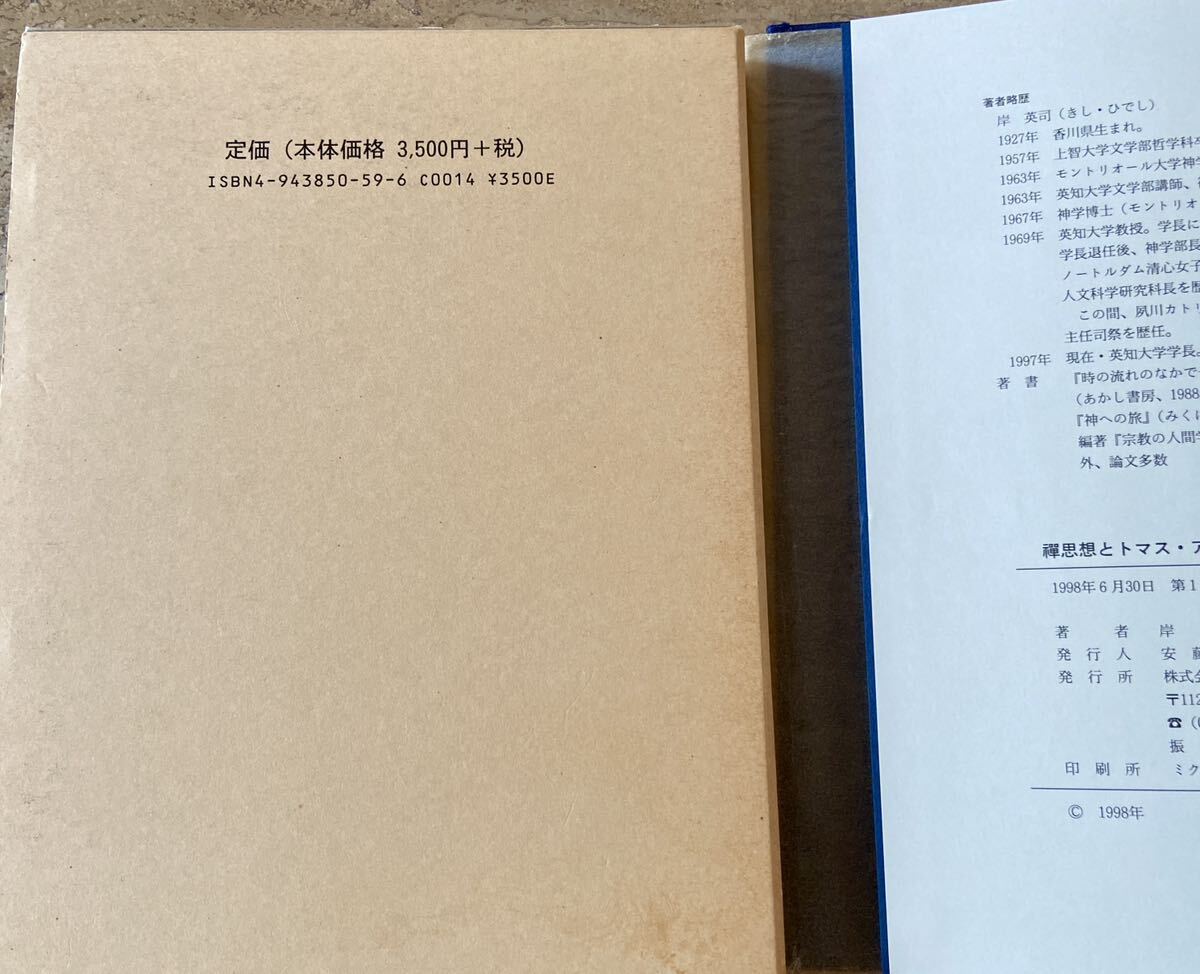 定価（本体価格 3,500円＋税）
ISBN4-943850-59-6 C0014 ¥3500E
著者略歴
岸　英司（きし・ひでし）
1927年　香川県生まれ。
1957年　上智大学文学部哲学科卒
1963年　モントリオール大学神学
1963年　英知大学文学部講師、
1967年　神学博士（モントリオ
1969年　英知大学教授。学長に
学長退任後、神学部長
ノートルダム清心女子
人文科学研究科長を歴
この間、夙川カトリ
主任司祭を歴任。
1997年　現在・英知大学学長。
著　書　『時の流れのなかで
（あかし書房、1988
『神への旅』（みくに
編著『宗教の人間学
外、論文多数
禪思想とトマス・ア
1998年６月30日　第１
著　者　岸
発 行 人　安　藤
発 行 所　株式会
〒112
☎（0
振
印 刷 所　ミク
©　1998年